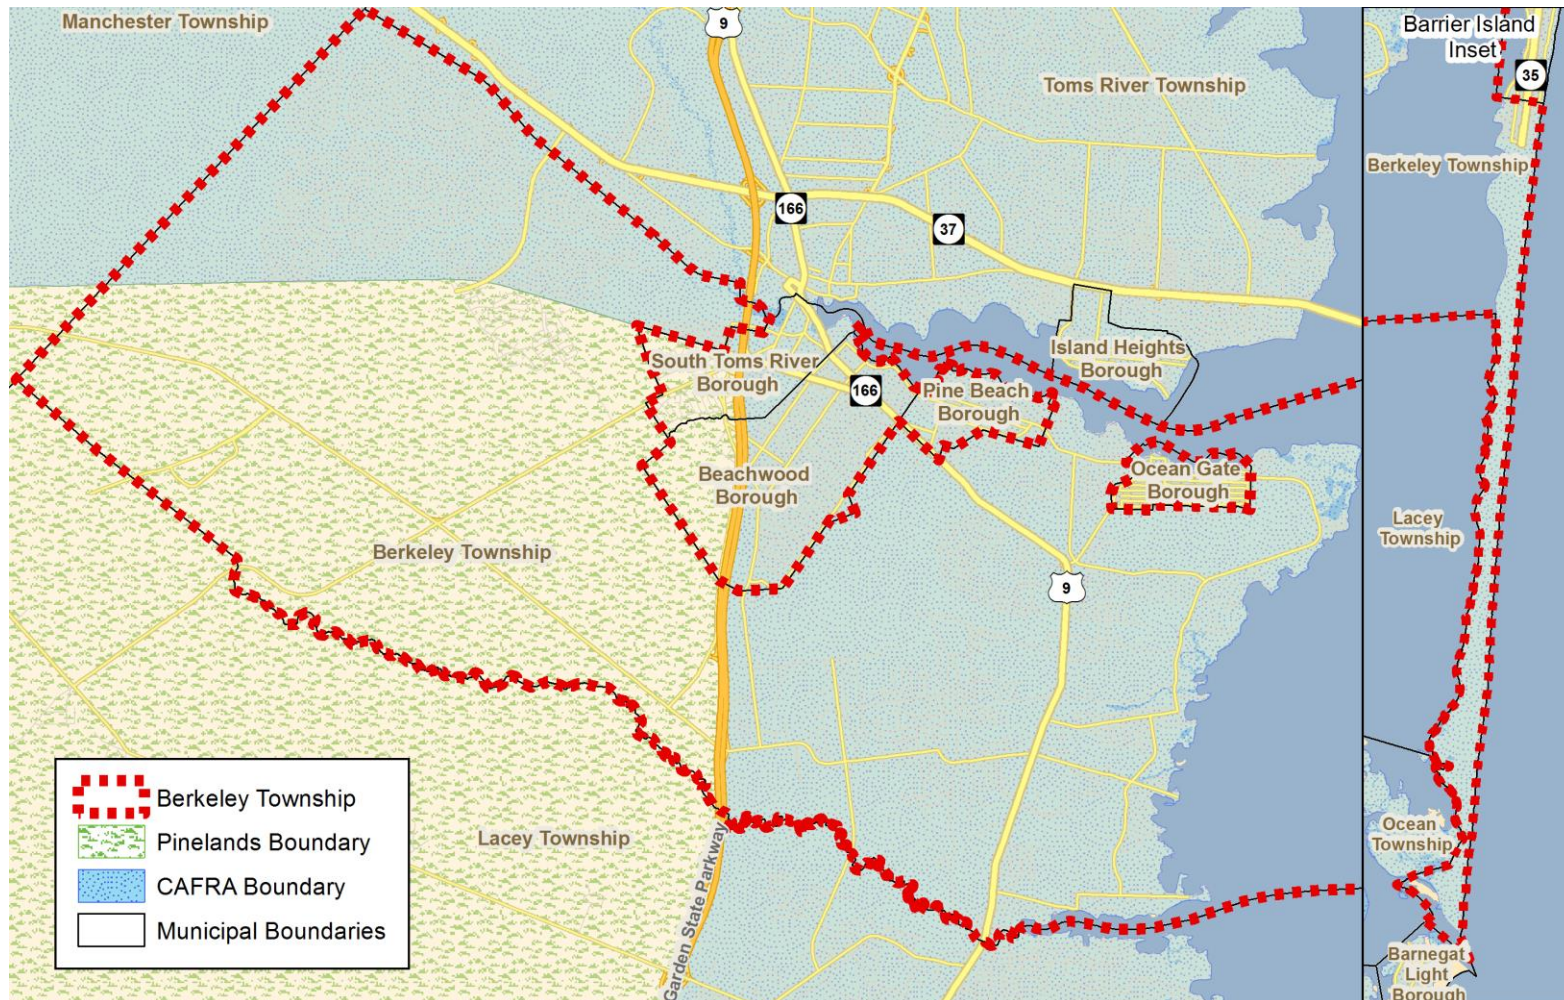 Manchester Township
9
Toms River Township
Barrier Island
Inset
35
Berkeley Township
166
37
Island Heights
Borough
South Toms River
Borough
166
Pine Beach
Borough
Beachwood
Borough
Ocean Gate
Borough
Lacey
Township
Berkeley Township
9
Berkeley Township
Pinelands Boundary
CAFRA Boundary
Municipal Boundaries
Lacey Township
Garden State Parkway
Ocean
Township
Barnegat
Light
Borough